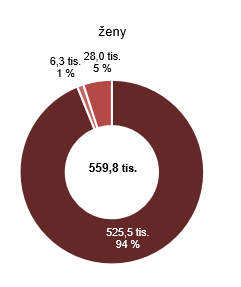 ženy
6,3 tis.
1 %
28,0 tis.
5 %
559,8 tis.
525,5 tis.
94 %